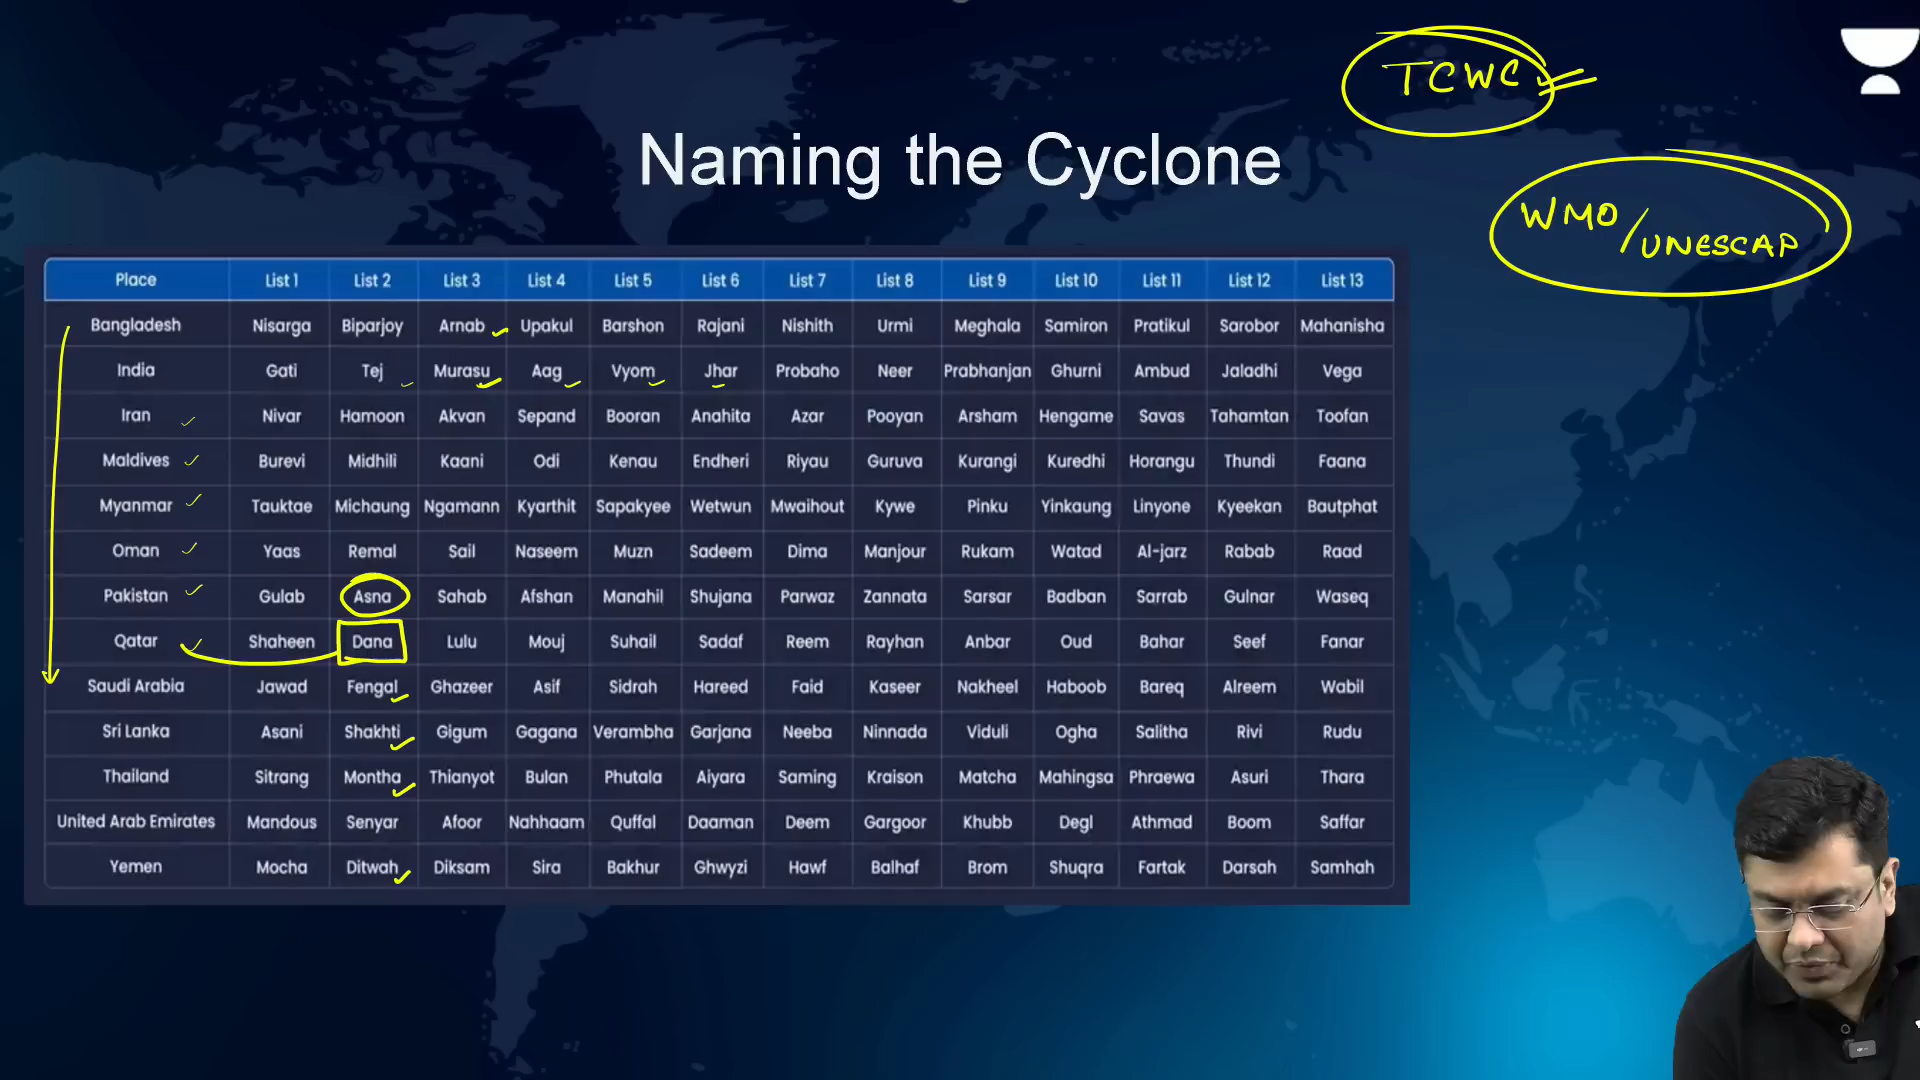 TCWC
Naming the Cyclone
WMO/UNESCAP
Place List 1 List 2 List 3 List 4 List 5 List 6 List 7 List 8 List 9 List 10 List 11 List 12 List 13
Bangladesh Nisarga Biparjoy Arnab Upakul Barshon Rajani Nishith Urmi Meghala Samiron Pratikul Sarobor Mahanisha
India Gati Tej Murasu Aag Vyom Jhar Probaho Neer Prabhanjan Ghurni Ambud Jaladhi Vega
Iran Nivar Hamoon Akvan Sepand Booran Anahita Azar Pooyan Arsham Hengame Savas Tahamtan Toofan
Maldives Burevi Midhili Kaani Odi Kenau Endheri Riyau Guruva Kurangi Kuredhi Horangu Thundi Faana
Myanmar Tauktae Michaung Ngamann Kyarthit Sapakyee Wetwun Mwaihout Kywe Pinku Yinkaung Linyone Kyeekan Bautphat
Oman Yaas Remal Sail Naseem Muzn Sadeem Dima Manjour Rukam Watad Al-jarz Rabab Raad
Pakistan Gulab Asna Sahab Afshan Manahil Shujana Parwaz Zannata Sarsar Badban Sarrab Gulnar Waseq
Qatar Shaheen Dana Lulu Mouj Suhail Sadaf Reem Rayhan Anbar Oud Bahar Seef Fanar
Saudi Arabia Jawad Fengal Ghazeer Asif Sidrah Hareed Faid Kaseer Nakheel Haboob Bareq Alreem Wabil
Sri Lanka Asani Shakhti Gigum Gagana Verambha Garjana Neeba Ninnada Viduli Ogha Salitha Rivi Rudu
Thailand Sitrang Montha Thianyot Bulan Phutala Aiyara Saming Kraison Matcha Mahingsa Phraewa Asuri Thara
United Arab Emirates Mandous Senyar Afoor Nahhaam Quffal Daaman Deem Gargoor Khubb Degl Athmad Boom Saffar
Yemen Mocha Ditwah Diksam Sira Bakhur Ghwyzi Hawf Balhaf Brom Shuqra Fartak Darsah Samhah